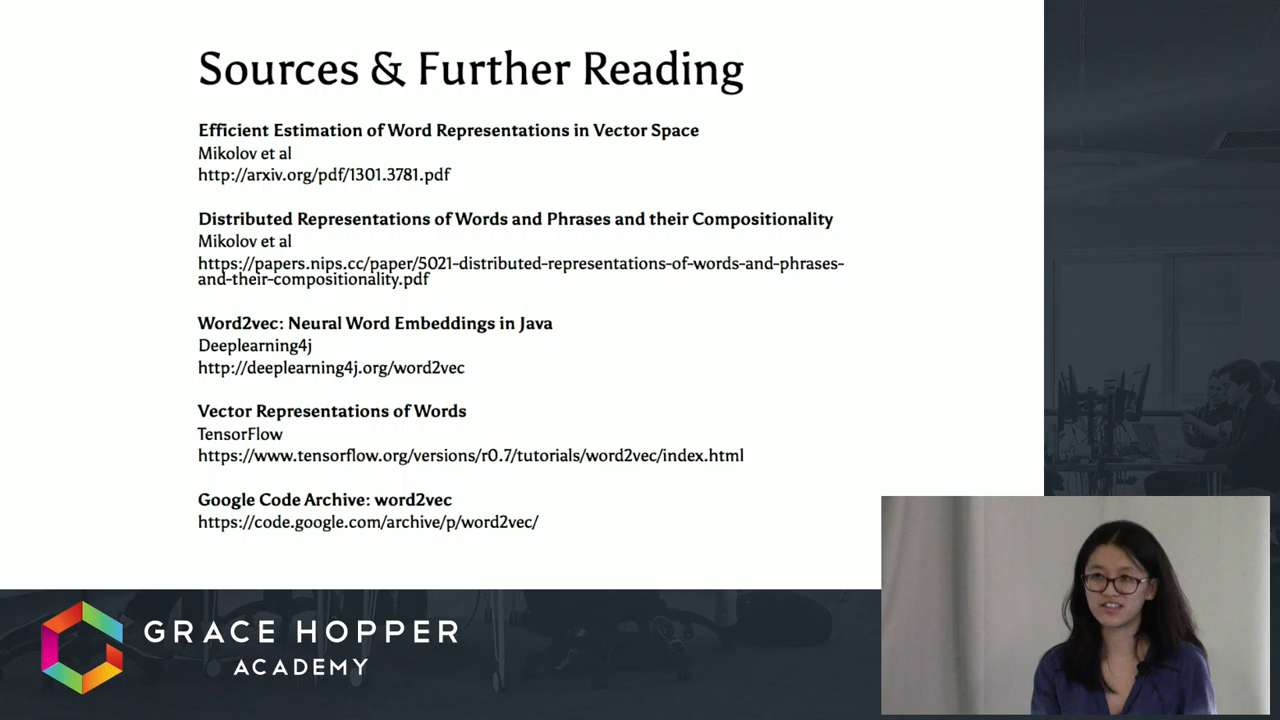 Sources & Further Reading
Efficient Estimation of Word Representations in Vector Space
Mikolov et al
http://arxiv.org/pdf/1301.3781.pdf
Distributed Representations of Words and Phrases and their Compositionality
Mikolov et al
https://papers.nips.cc/paper/5021-distributed-representations-of-words-and-phrases-
and-their-compositionality.pdf
Word2vec: Neural Word Embeddings in Java
Deeplearning4j
http://deeplearning4j.org/word2vec
Vector Representations of Words
TensorFlow
https://www.tensorflow.org/versions/r0.7/tutorials/word2vec/index.html
Google Code Archive: word2vec
https://code.google.com/archive/p/word2vec/
GRACE HOPPER
ACADEMY